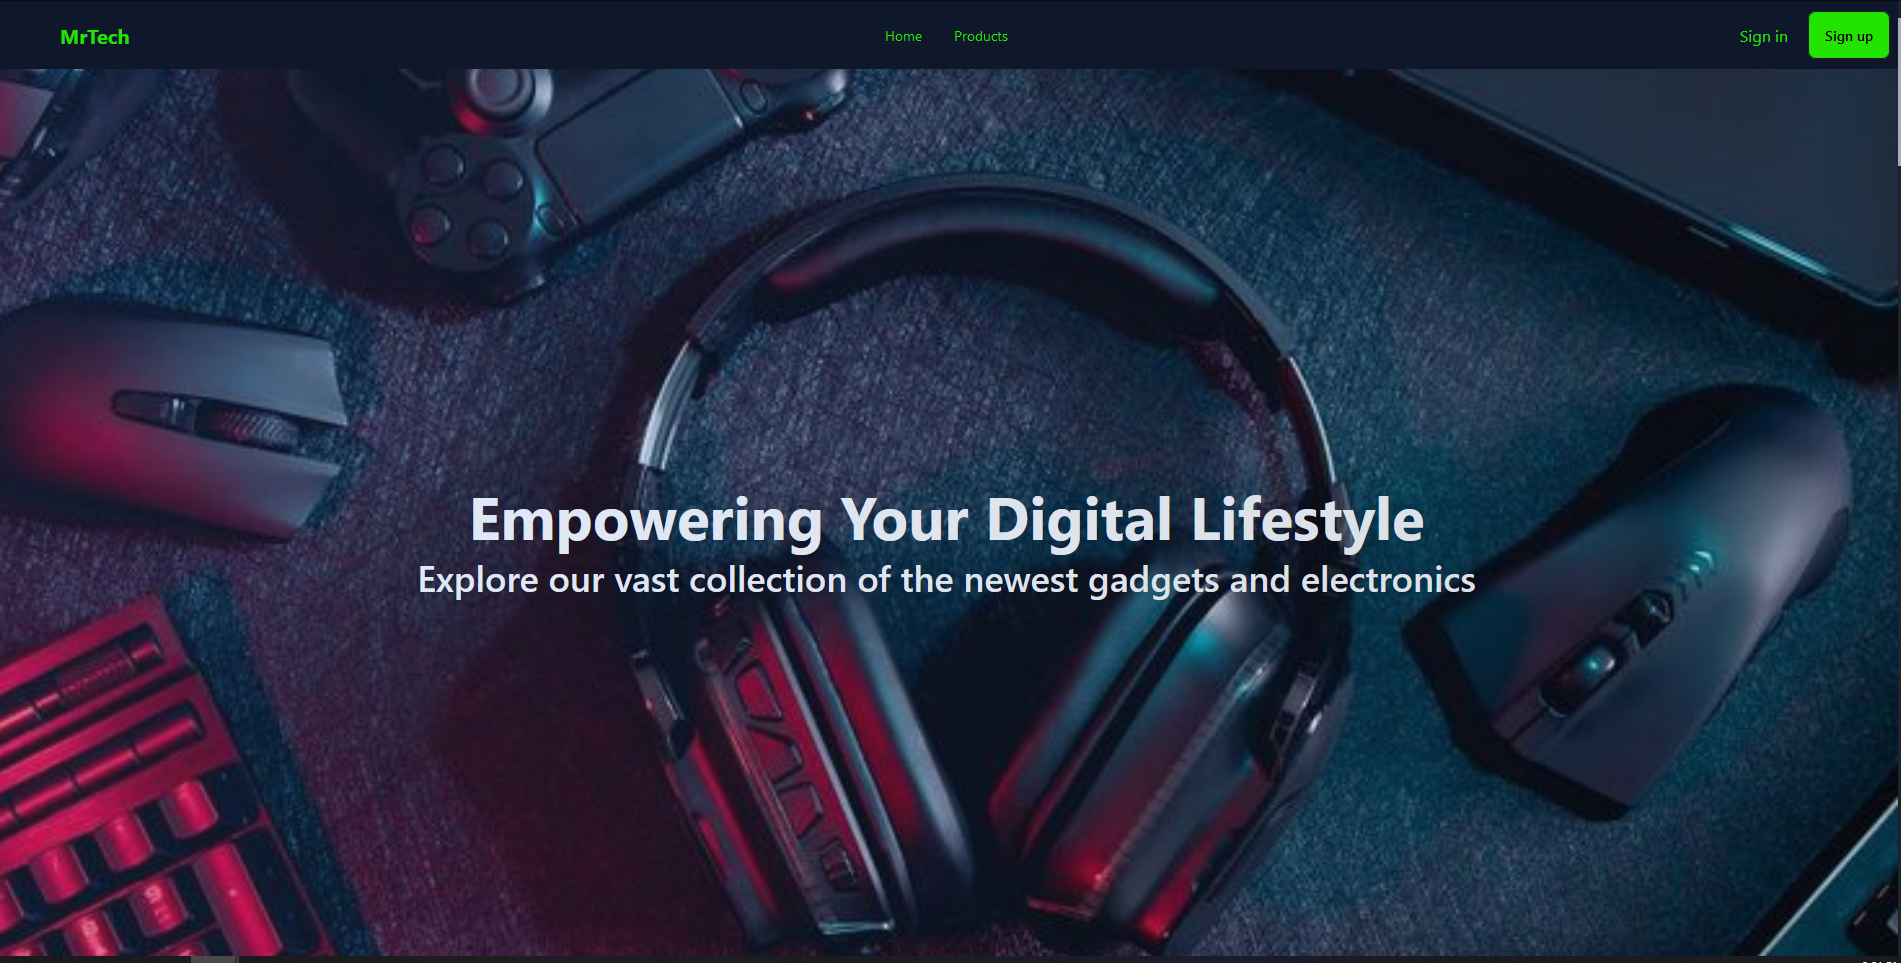 MrTech
Home Products
Sign in Sign up
Empowering Your Digital Lifestyle
Explore our vast collection of the newest gadgets and electronics